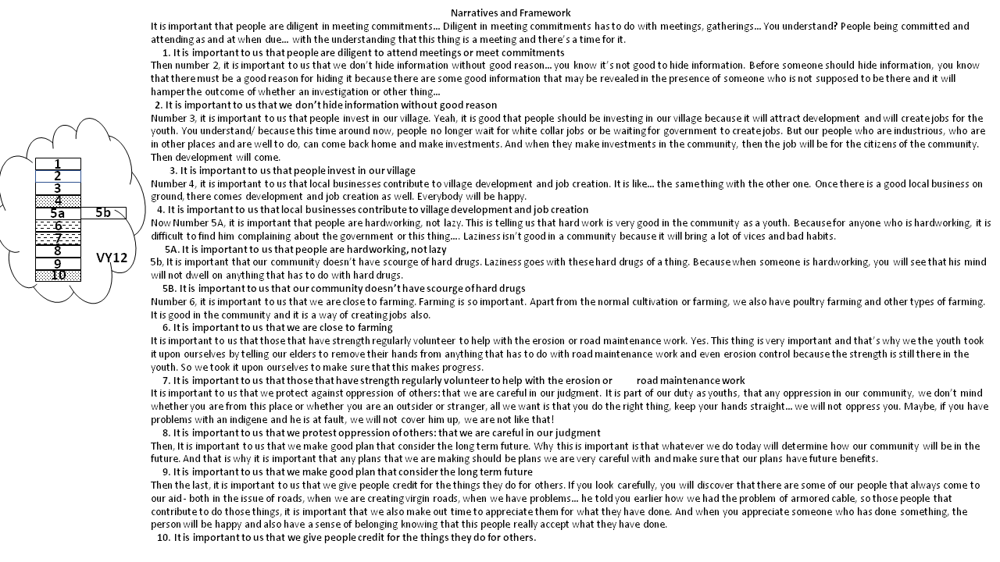 Narratives and Framework
It is important that people are diligent in meeting commitments... Diligent in meeting commitments has to do with meetings, gatherings... You understand? People being committed and
attending as and at when due... with the understanding that this thing is a meeting and there's a time for it.
1. It is important to us that people are diligent to attend meetings or meet commitments
Then number 2, it is important to us that we don't hide information without good reason... you know it's not good to hide information. Before someone should hide information, you know
that there must be a good reason for hiding it because there are some good information that may be revealed in the presence of someone who is not supposed to be there and it will
hamper the outcome of whether an investigation or other thing...
2. It is important to us that we don't hide information without good reason
Number 3, it is important to us that people invest in our village. Yeah, it is good that people should be investing in our village because it will attract development and will create jobs for the
youth. You understand/ because this time around now, people no longer wait for white collar jobs or be waiting for government to create jobs. But our people who are industrious, who are
in other places and are well to do, can come back home and make investments. And when they make investments in the community, then the job will be for the citizens of the community.
Then development will come.
3. It is important to us that people invest in our village
Number 4, it is important to us that local businesses contribute to village development and job creation. It is like... the same thing with the other one. Once there is a good local business on
ground, there comes development and job creation as well. Everybody will be happy.
4. It is important to us that local businesses contribute to village development and job creation
Now Number 5A, it is important that people are hardworking, not lazy. This is telling us that hard work is very good in the community as a youth. Because for anyone who is hardworking, it is
difficult to find him complaining about the government or this thing.... Laziness isn't good in a community because it will bring a lot of vices and bad habits.
5A. It is important to us that people are hardworking, not lazy
5b, It is important that our community doesn't have scourge of hard drugs. Laziness goes with these hard drugs of a thing. Because when someone is hardworking, you will see that his mind
will not dwell on anything that has to do with hard drugs.
5B. It is important to us that our community doesn't have scourge of hard drugs
Number 6, it is important to us that we are close to farming. Farming is so important. Apart from the normal cultivation or farming, we also have poultry farming and other types of farming.
It is good in the community and it is a way of creating jobs also.
6. It is important to us that we are close to farming
It is important to us that those that have strength regularly volunteer to help with the erosion or road maintenance work. Yes. This thing is very important and that's why we the youth took
it upon ourselves by telling our elders to remove their hands from anything that has to do with road maintenance work and even erosion control because the strength is still there in the
youth. So we took it upon ourselves to make sure that this makes progress.
7. It is important to us that those that have strength regularly volunteer to help with the erosion or road maintenance work
It is important to us that we protect against oppression of others: that we are careful in our judgment. It is part of our duty as youths, that any oppression in our community, we don't mind
whether you are from this place or whether you are an outsider or stranger, all we want is that you do the right thing, keep your hands straight... we will not oppress you. Maybe, if you have
problems with an indigene and he is at fault, we will not cover him up, we are not like that!
8. It is important to us that we protest oppression of others: that we are careful in our judgment
Then, It is important to us that we make good plan that consider the long term future. Why this is important is that whatever we do today will determine how our community will be in the
future. And that is why it is important that any plans that we are making should be plans we are very careful with and make sure that our plans have future benefits.
9. It is important to us that we make good plan that consider the long term future
Then the last, it is important to us that we give people credit for the things they do for others. If you look carefully, you will discover that there are some of our people that always come to
our aid - both in the issue of roads, when we are creating virgin roads, when we have problems... he told you earlier how we had the problem of armored cable, so those people that
contribute to do those things, it is important that we also make out time to appreciate them for what they have done. And when you appreciate someone who has done something, the
person will be happy and also have a sense of belonging knowing that this people really accept what they have done.
10. It is important to us that we give people credit for the things they do for others.
1
2
3
4
5a 5b
6
7
8
9
10
VY12